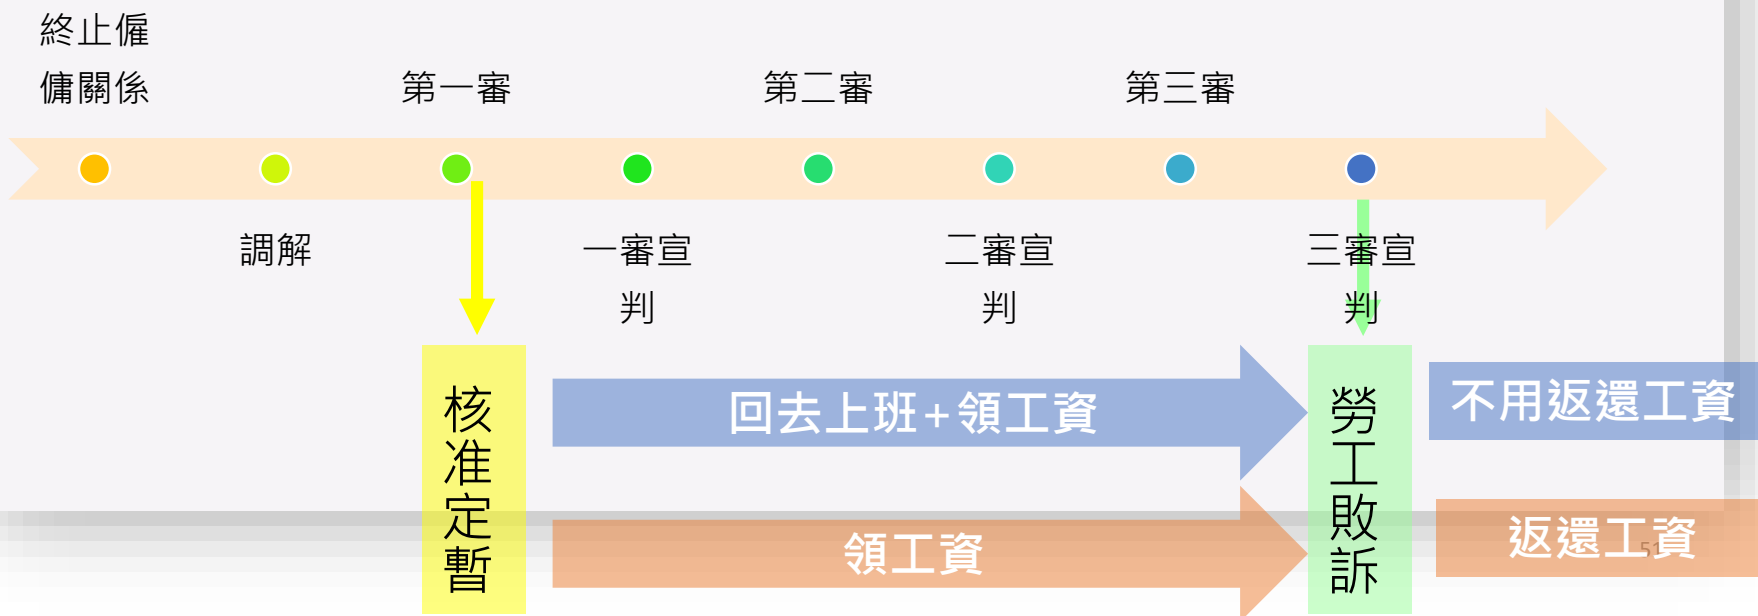 終止僱
傭關係
第一審
第二審
第三審
調解
一審宣
判
二審宣
判
三審宣
判
核准定暫
回去上班+領工資
勞工敗訴
不用返還工資
領工資
返還工資
51